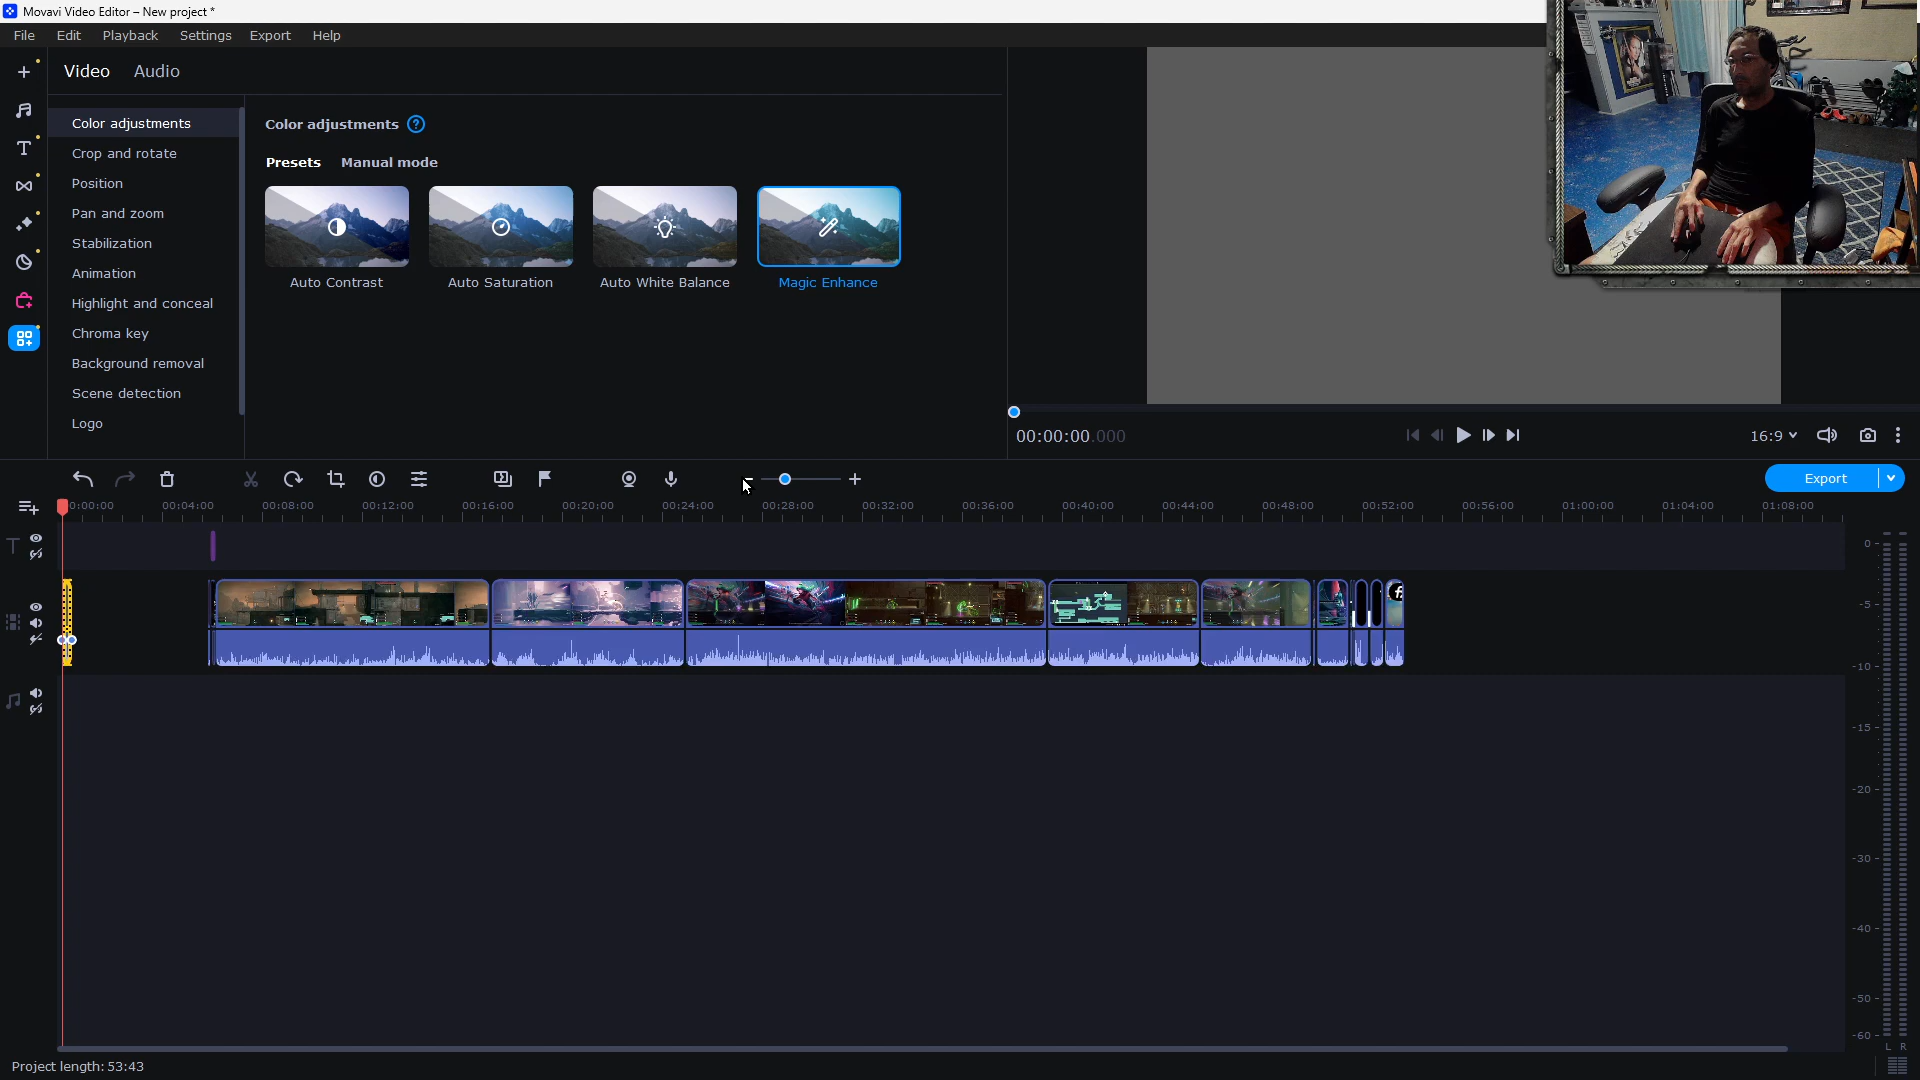 Movavi Video Editor – New project *
File Edit Playback Settings Export Help
Video Audio
Color adjustments
Crop and rotate
Position
Pan and zoom
Stabilization
Animation
Highlight and conceal
Chroma key
Background removal
Scene detection
Logo
Color adjustments ?
Presets Manual mode
Auto Contrast Auto Saturation Auto White Balance Magic Enhance
00:00:00.000
16:9
Export
0:00:00 00:04:00 00:08:00 00:12:00 00:16:00 00:20:00 00:24:00 00:28:00 00:32:00 00:36:00 00:40:00 00:44:00 00:48:00 00:52:00 00:56:00 01:00:00 01:04:00 01:08:00
0
-5
-10
-15
-20
-30
-40
-50
-60
L R
Project length: 53:43